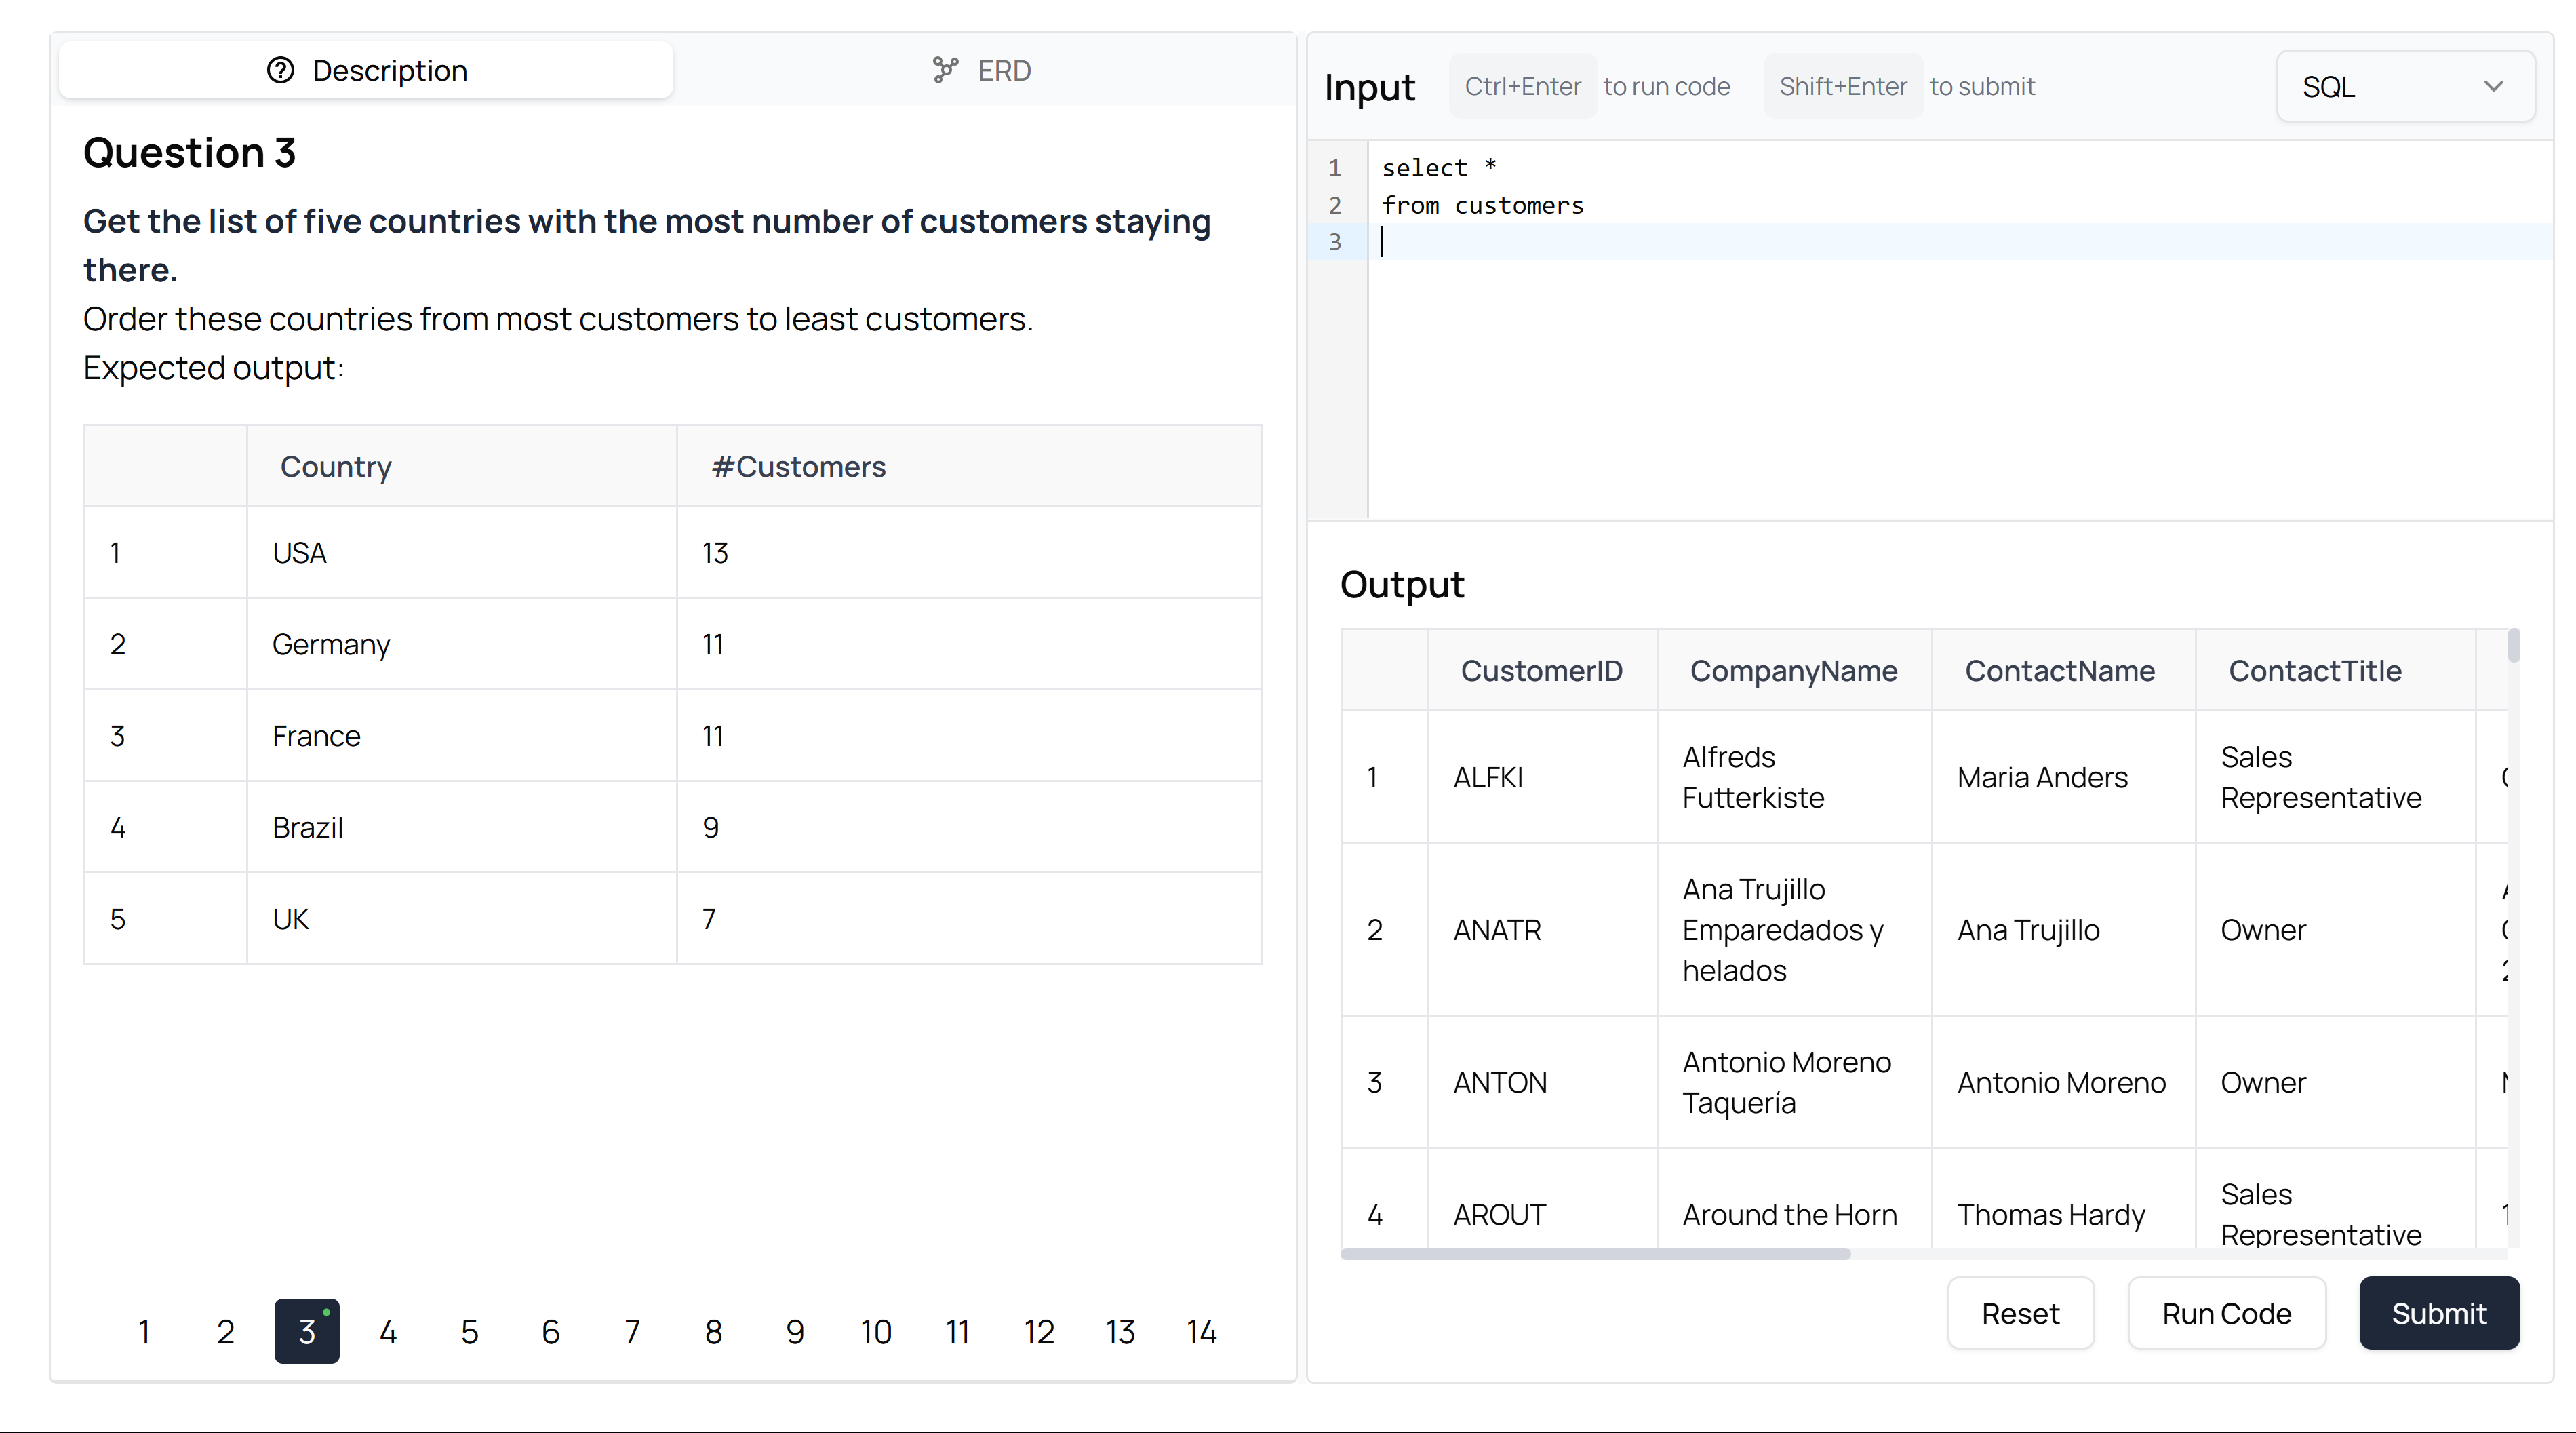 Description
ERD
Question 3
Get the list of five countries with the most number of customers staying
there.
Order these countries from most customers to least customers.
Expected output:
Country #Customers
1 USA 13
2 Germany 11
3 France 11
4 Brazil 9
5 UK 7
1 2 3 4 5 6 7 8 9 10 11 12 13 14
Input Ctrl+Enter to run code Shift+Enter to submit SQL
1 select *
2 from customers
3
Output
CustomerID CompanyName ContactName ContactTitle
1 ALFKI Alfreds Futterkiste Maria Anders Sales Representative
2 ANATR Ana Trujillo Emparedados y helados Ana Trujillo Owner
3 ANTON Antonio Moreno Taquería Antonio Moreno Owner
4 AROUT Around the Horn Thomas Hardy Sales Representative
Reset Run Code Submit